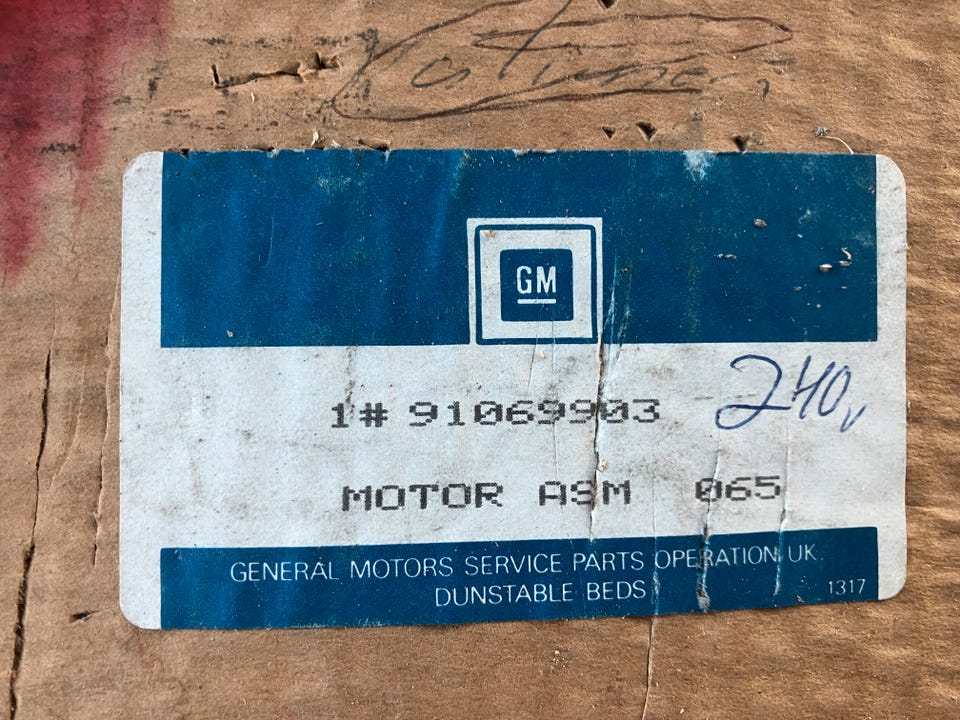 GM
1# 91069903
240v
MOTOR ASM 065
GENERAL MOTORS SERVICE PARTS OPERATION UK.
DUNSTABLE BEDS
1317